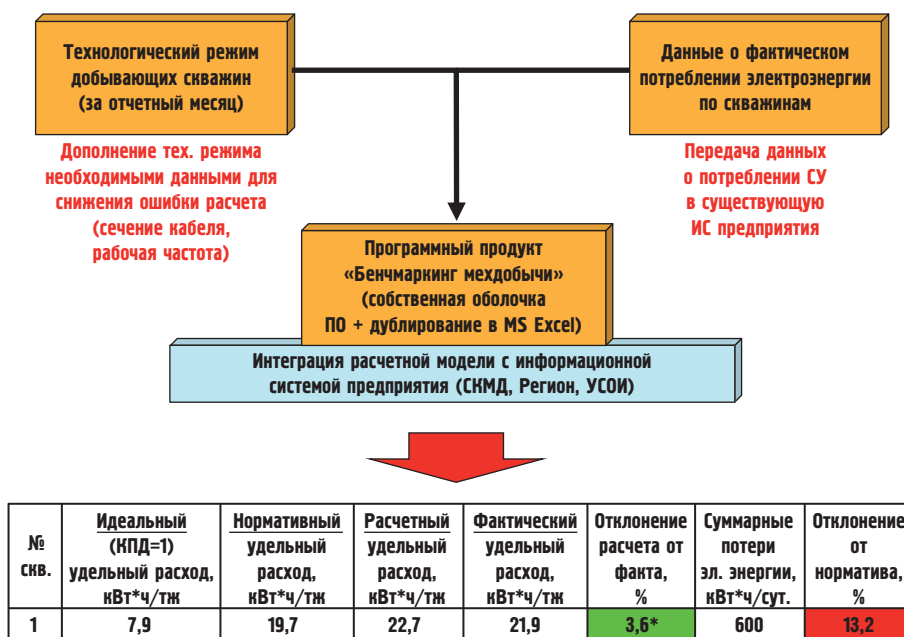 Технологический режим
добывающих скважин
(за отчетный месяц)
Данные о фактическом
потреблении электроэнергии
по скважинам
Дополнение тех. режима
необходимыми данными для
снижения ошибки расчета
(сечение кабеля,
рабочая частота)
Передача данных
о потреблении СУ
в существующую
ИС предприятия
Программный продукт
«Бенчмаркинг мехдобычи»
(собственная оболочка
ПО + дублирование в MS Excel)
Интеграция расчетной модели с информационной
системой предприятия (СКМД, Регион, УСОИ)
№
скв.
Идеальный
(КПД=1)
удельный расход,
кВт*ч/тж
Нормативный
удельный
расход,
кВт*ч/тж
Расчетный
удельный
расход,
кВт*ч/тж
Фактический
удельный
расход,
кВт*ч/тж
Отклонение
расчета от
факта,
%
Суммарные
потери
эл. энергии,
кВт*ч/сут.
Отклонение
от
норматива,
%
1 7,9 19,7 22,7 21,9 3,6* 600 13,2